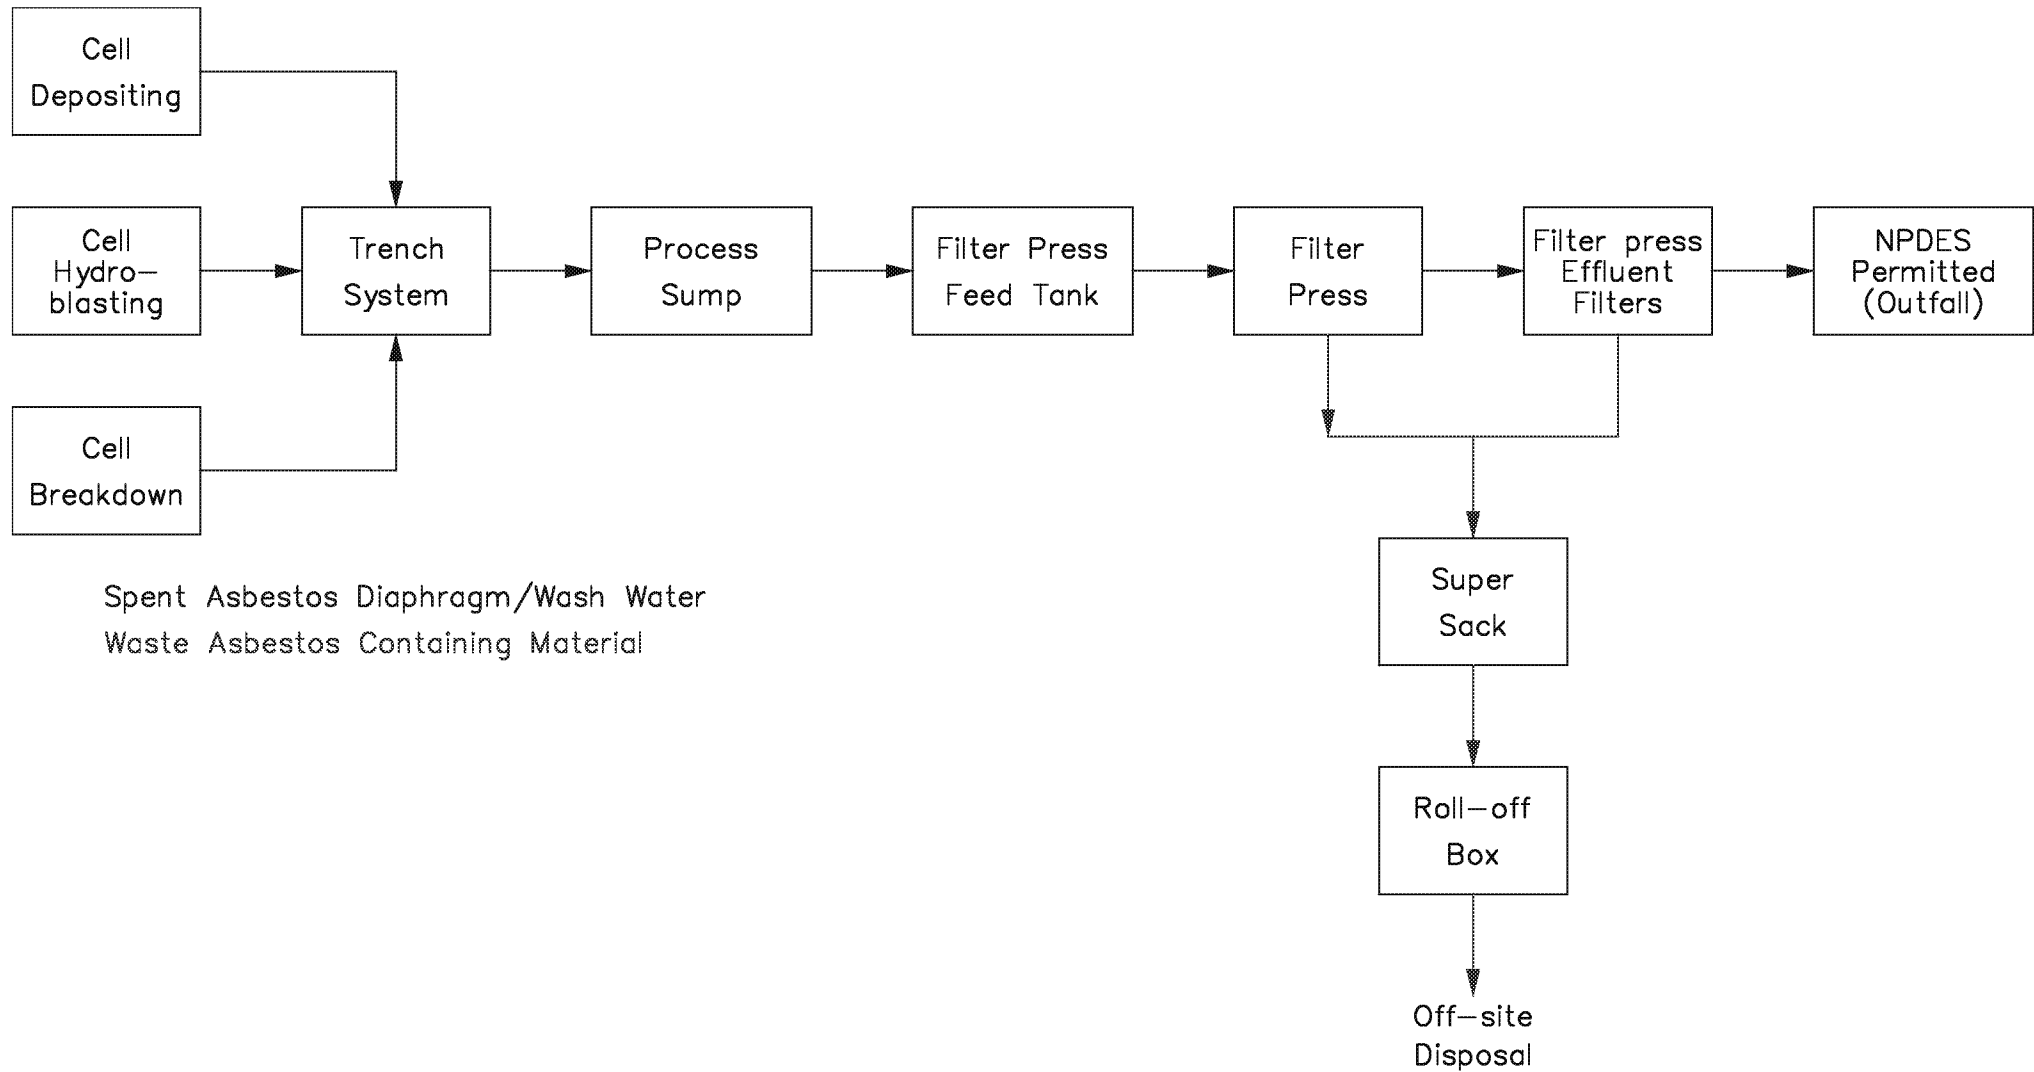 Cell
Depositing
Cell
Hydro-
blasting
Trench
System
Process
Sump
Filter Press
Feed Tank
Filter
Press
Filter press
Effluent
Filters
NPDES
Permitted
(Outfall)
Cell
Breakdown
Spent Asbestos Diaphragm/Wash Water
Waste Asbestos Containing Material
Super
Sack
Roll-off
Box
Off-site
Disposal